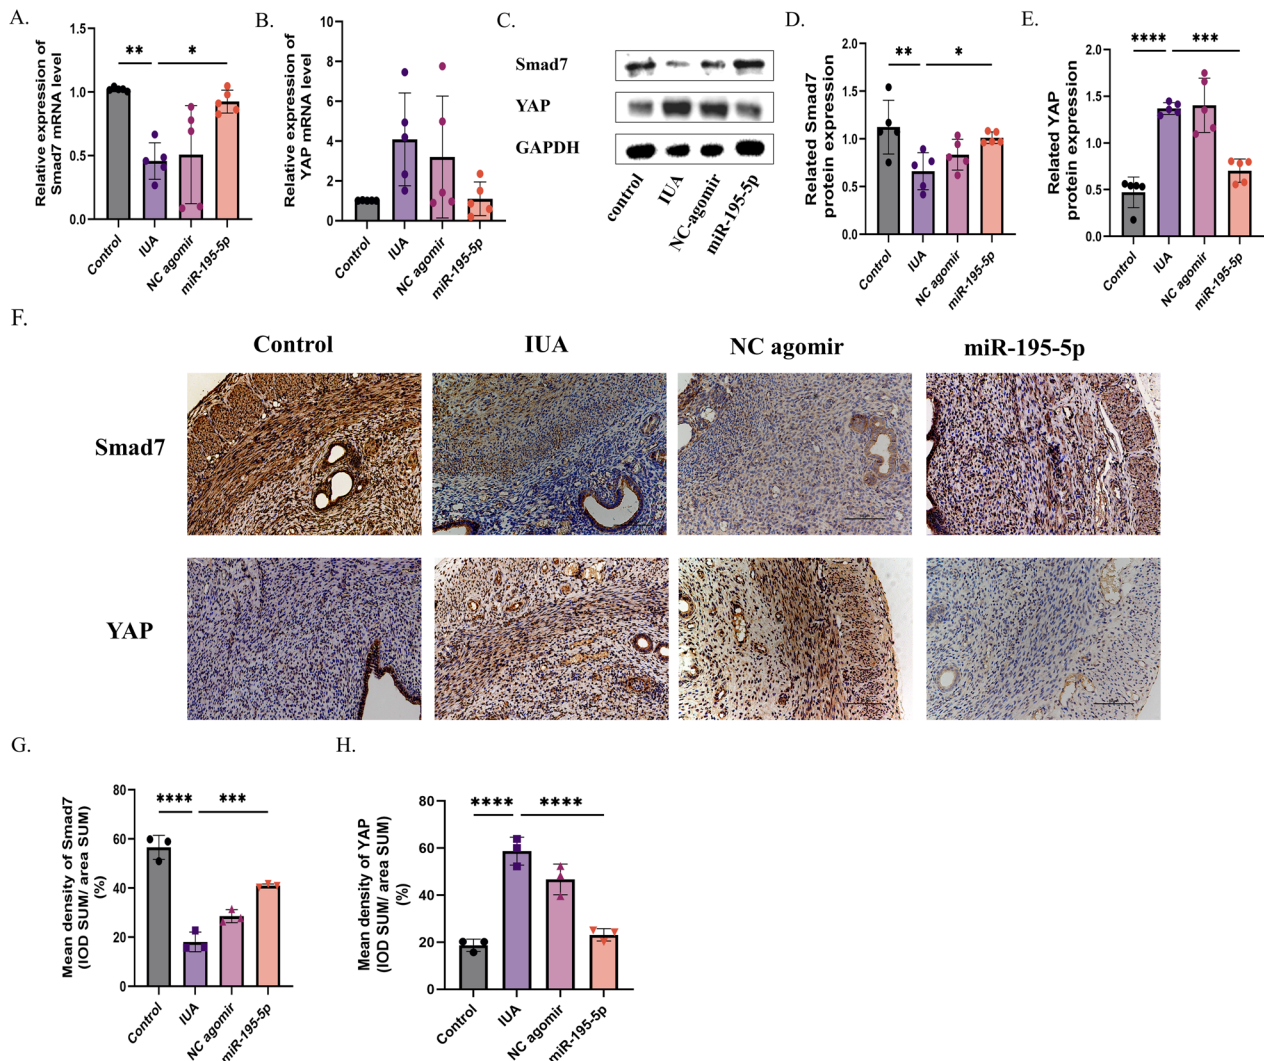 A.
Relative expression of
Smad7 mRNA level
1.5
1.0
0.5
0.0
**
*
Control
IUA
NC agomir
miR-195-5p
B.
Relative expression of
YAP mRNA level
10
8
6
4
2
0
Control
IUA
NC agomir
miR-195-5p
C.
Smad7
YAP
GAPDH
control
IUA
NC-agomir
miR-195-5p
D.
Related Smad7
protein expression
2.0
1.5
1.0
0.5
0.0
**
*
Control
IUA
NC agomir
miR-195-5p
E.
Related YAP
protein expression
2.0
1.5
1.0
0.5
0.0
****
***
Control
IUA
NC agomir
miR-195-5p
F.
Control
IUA
NC agomir
miR-195-5p
Smad7
YAP
G.
Mean density of Smad7
(IOD SUM/ area SUM)
(%)
80
60
40
20
0
****
***
Control
IUA
NC agomir
miR-195-5p
H.
Mean density of YAP
(IOD SUM/ area SUM)
(%)
80
60
40
20
0
****
****
Control
IUA
NC agomir
miR-195-5p